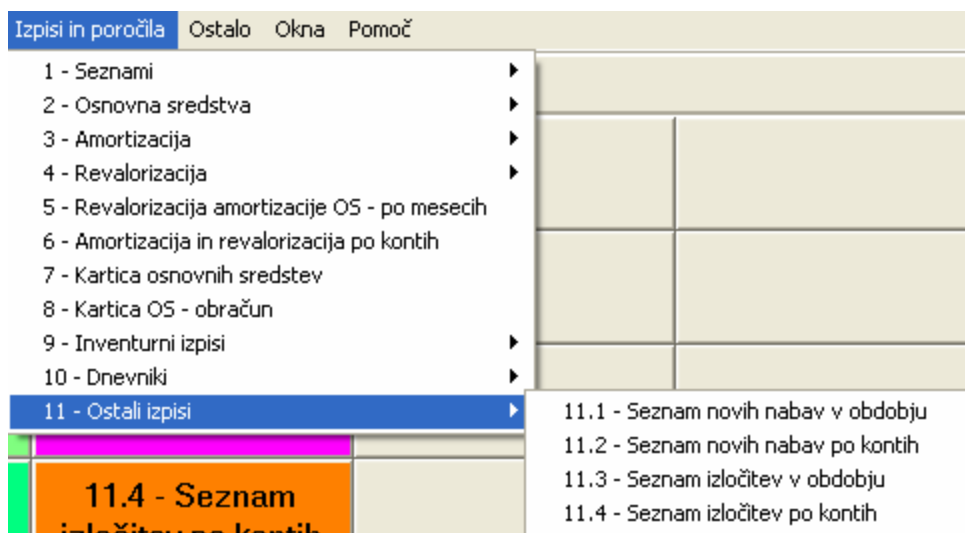 Izpisi in poročila Ostalo Okna Pomoč
1 - Seznami
2 - Osnovna sredstva
3 - Amortizacija
4 - Revalorizacija
5 - Revalorizacija amortizacije OS - po mesecih
6 - Amortizacija in revalorizacija po kontih
7 - Kartica osnovnih sredstev
8 - Kartica OS - obračun
9 - Inventurni izpisi
10 - Dnevniki
11 - Ostali izpisi
11.1 - Seznam novih nabav v obdobju
11.2 - Seznam novih nabav po kontih
11.3 - Seznam izločitev v obdobju
11.4 - Seznam izločitev po kontih
11.4 - Seznam
izločitev po kontih